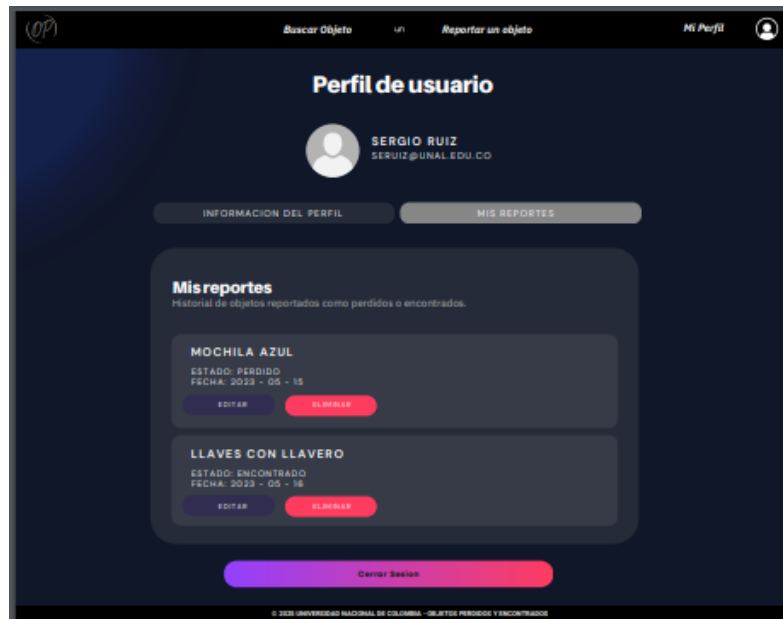 OP
Buscar Objeto un Reportar un objeto Mi Perfil
Perfil de usuario
SERGIO RUIZ
SERUIZ@UNAL.EDU.CO
INFORMACION DEL PERFIL MIS REPORTES
Mis reportes
Historial de objetos reportados como perdidos o encontrados.
MOCHILA AZUL
ESTADO: PERDIDO
FECHA: 2023 - 05 - 15
EDITAR ELIMINAR
LLAVES CON LLAVERO
ESTADO: ENCONTRADO
FECHA: 2023 - 05 - 16
EDITAR ELIMINAR
Cerrar Sesion
© 2025 UNIVERSIDAD NACIONAL DE COLOMBIA - OBJETOS PERDIDOS Y ENCONTRADOS